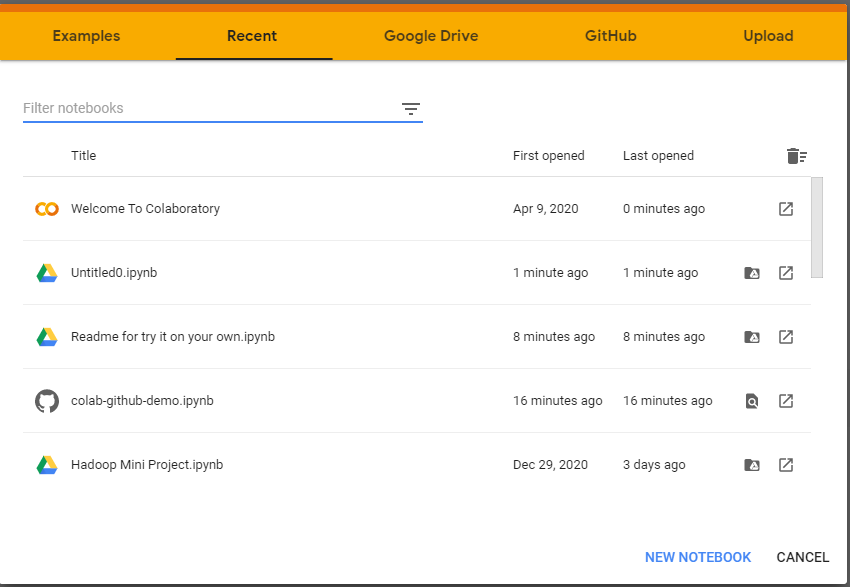 Examples Recent Google Drive GitHub Upload
Filter notebooks
Title First opened Last opened
Welcome To Colaboratory Apr 9, 2020 0 minutes ago
Untitled0.ipynb 1 minute ago 1 minute ago
Readme for try it on your own.ipynb 8 minutes ago 8 minutes ago
colab-github-demo.ipynb 16 minutes ago 16 minutes ago
Hadoop Mini Project.ipynb Dec 29, 2020 3 days ago
NEW NOTEBOOK CANCEL